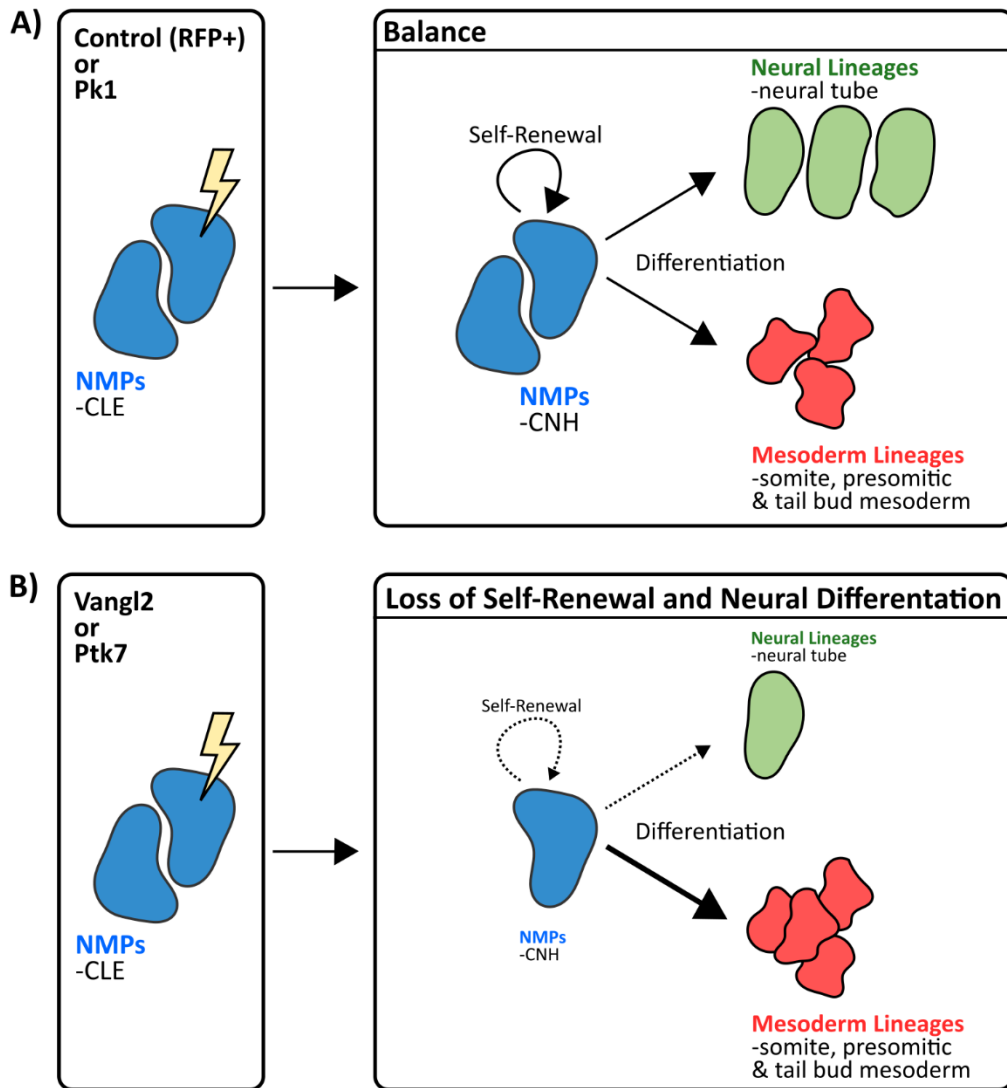 A)
Control (RFP+)
or
Pk1
NMPs
-CLE
Balance
Self-Renewal
NMPs
-CNH
Differentiation
Neural Lineages
-neural tube
Mesoderm Lineages
-somite, presomitic
& tail bud mesoderm
B)
Vangl2
or
Ptk7
NMPs
-CLE
Loss of Self-Renewal and Neural Differentation
Self-Renewal
NMPs
-CNH
Differentiation
Neural Lineages
-neural tube
Mesoderm Lineages
-somite, presomitic
& tail bud mesoderm